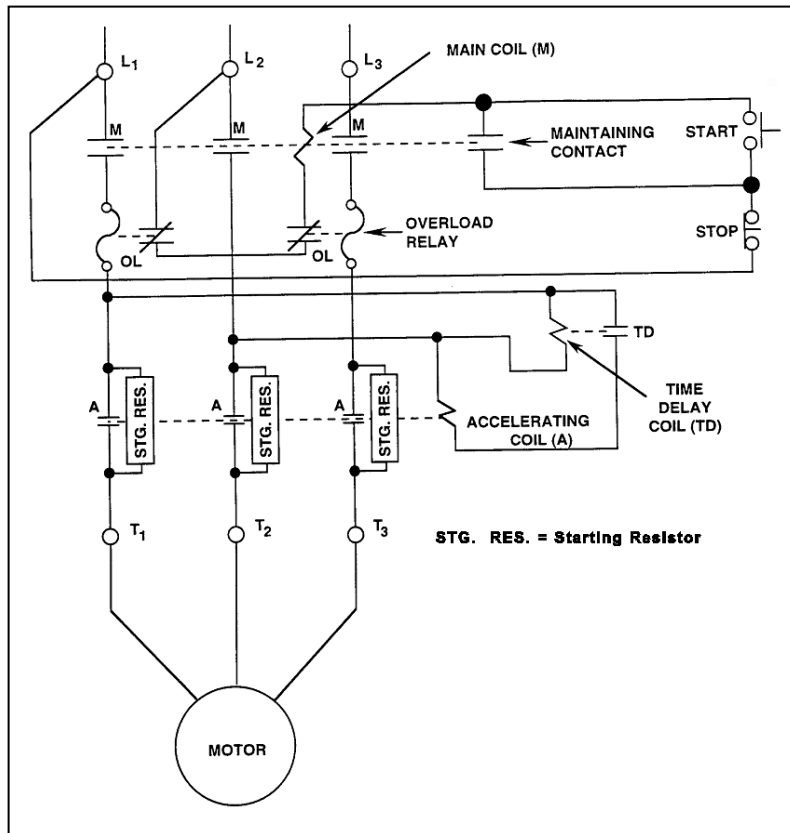 MAIN COIL (M)
L1
L2
L3
M
M
M
START
MAINTAINING
CONTACT
OVERLOAD
RELAY
STOP
OL
OL
TD
TIME
DELAY
COIL (TD)
A
STG. RES.
A
STG. RES.
A
STG. RES.
ACCELERATING
COIL (A)
T1
T2
T3
STG. RES. = Starting Resistor
MOTOR